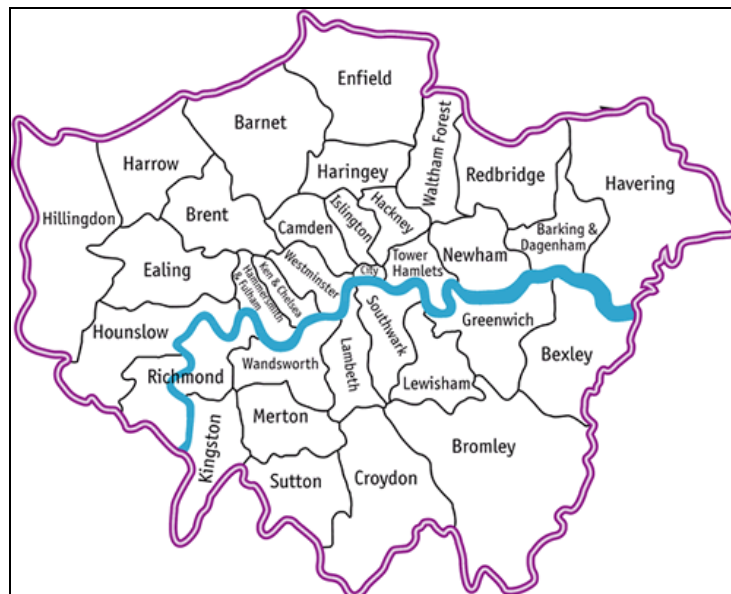 Enfield
Barnet
Waltham Forest
Harrow
Haringey
Redbridge
Havering
Hillingdon
Brent
Camden
Islington
Hackney
Barking &
Dagenham
Ealing
Westminster
City
Tower
Hamlets
Newham
Ken & Chelsea
Hammersmith
& Fulham
Hounslow
Southwark
Greenwich
Richmond
Wandsworth
Lambeth
Lewisham
Bexley
Merton
Kingston
Bromley
Sutton
Croydon